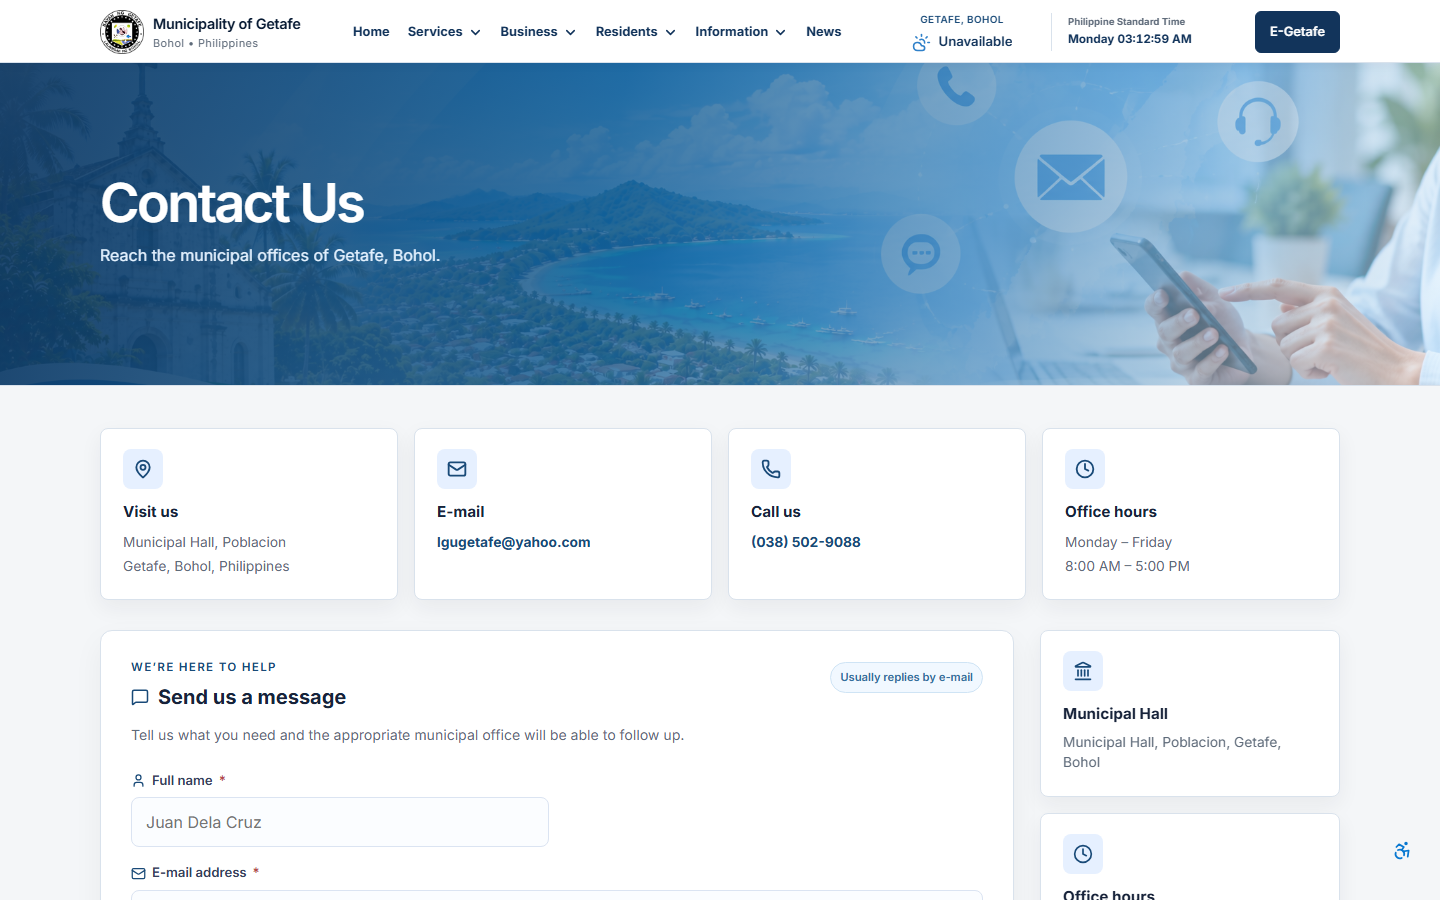 Municipality of Getafe
Bohol • Philippines
Home
Services
Business
Residents
Information
News
GETAFE, BOHOL
Unavailable
Philippine Standard Time
Monday 03:12:59 AM
E-Getafe
Contact Us
Reach the municipal offices of Getafe, Bohol.
Visit us
Municipal Hall, Poblacion
Getafe, Bohol, Philippines
E-mail
lgugetafe@yahoo.com
Call us
(038) 502-9088
Office hours
Monday – Friday
8:00 AM – 5:00 PM
WE'RE HERE TO HELP
Send us a message
Usually replies by e-mail
Tell us what you need and the appropriate municipal office will be able to follow up.
Full name *
Juan Dela Cruz
E-mail address *
Municipal Hall
Municipal Hall, Poblacion, Getafe,
Bohol
Office hours